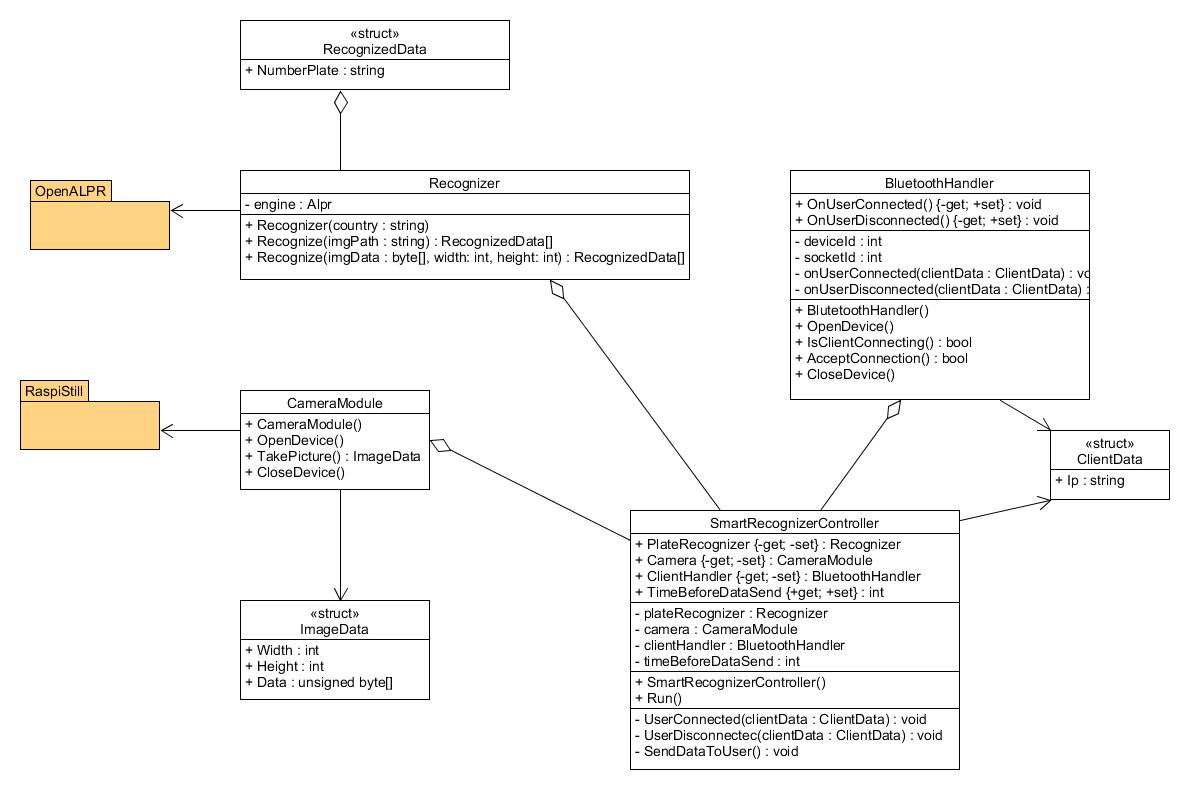 «struct»
RecognizedData
+ NumberPlate : string
OpenALPR
Recognizer
- engine : Alpr
+ Recognizer(country : string)
+ Recognize(imgPath : string) : RecognizedData[]
+ Recognize(imgData : byte[], width: int, height: int) : RecognizedData[]
BluetoothHandler
+ OnUserConnected() {-get; +set} : void
+ OnUserDisconnected() {-get; +set} : void
- deviceId : int
- socketId : int
- onUserConnected(clientData : ClientData) : vo
- onUserDisconnected(clientData : ClientData) :
+ BlutetoothHandler()
+ OpenDevice()
+ IsClientConnecting() : bool
+ AcceptConnection() : bool
+ CloseDevice()
RaspiStill
CameraModule
+ CameraModule()
+ OpenDevice()
+ TakePicture() : ImageData
+ CloseDevice()
«struct»
ClientData
+ Ip : string
SmartRecognizerController
+ PlateRecognizer {-get; -set} : Recognizer
+ Camera {-get; -set} : CameraModule
+ ClientHandler {-get; -set} : BluetoothHandler
+ TimeBeforeDataSend {+get; +set} : int
- plateRecognizer : Recognizer
- camera : CameraModule
- clientHandler : BluetoothHandler
- timeBeforeDataSend : int
+ SmartRecognizerController()
+ Run()
- UserConnected(clientData : ClientData) : void
- UserDisconnectec(clientData : ClientData) : void
- SendDataToUser() : void
«struct»
ImageData
+ Width : int
+ Height : int
+ Data : unsigned byte[]